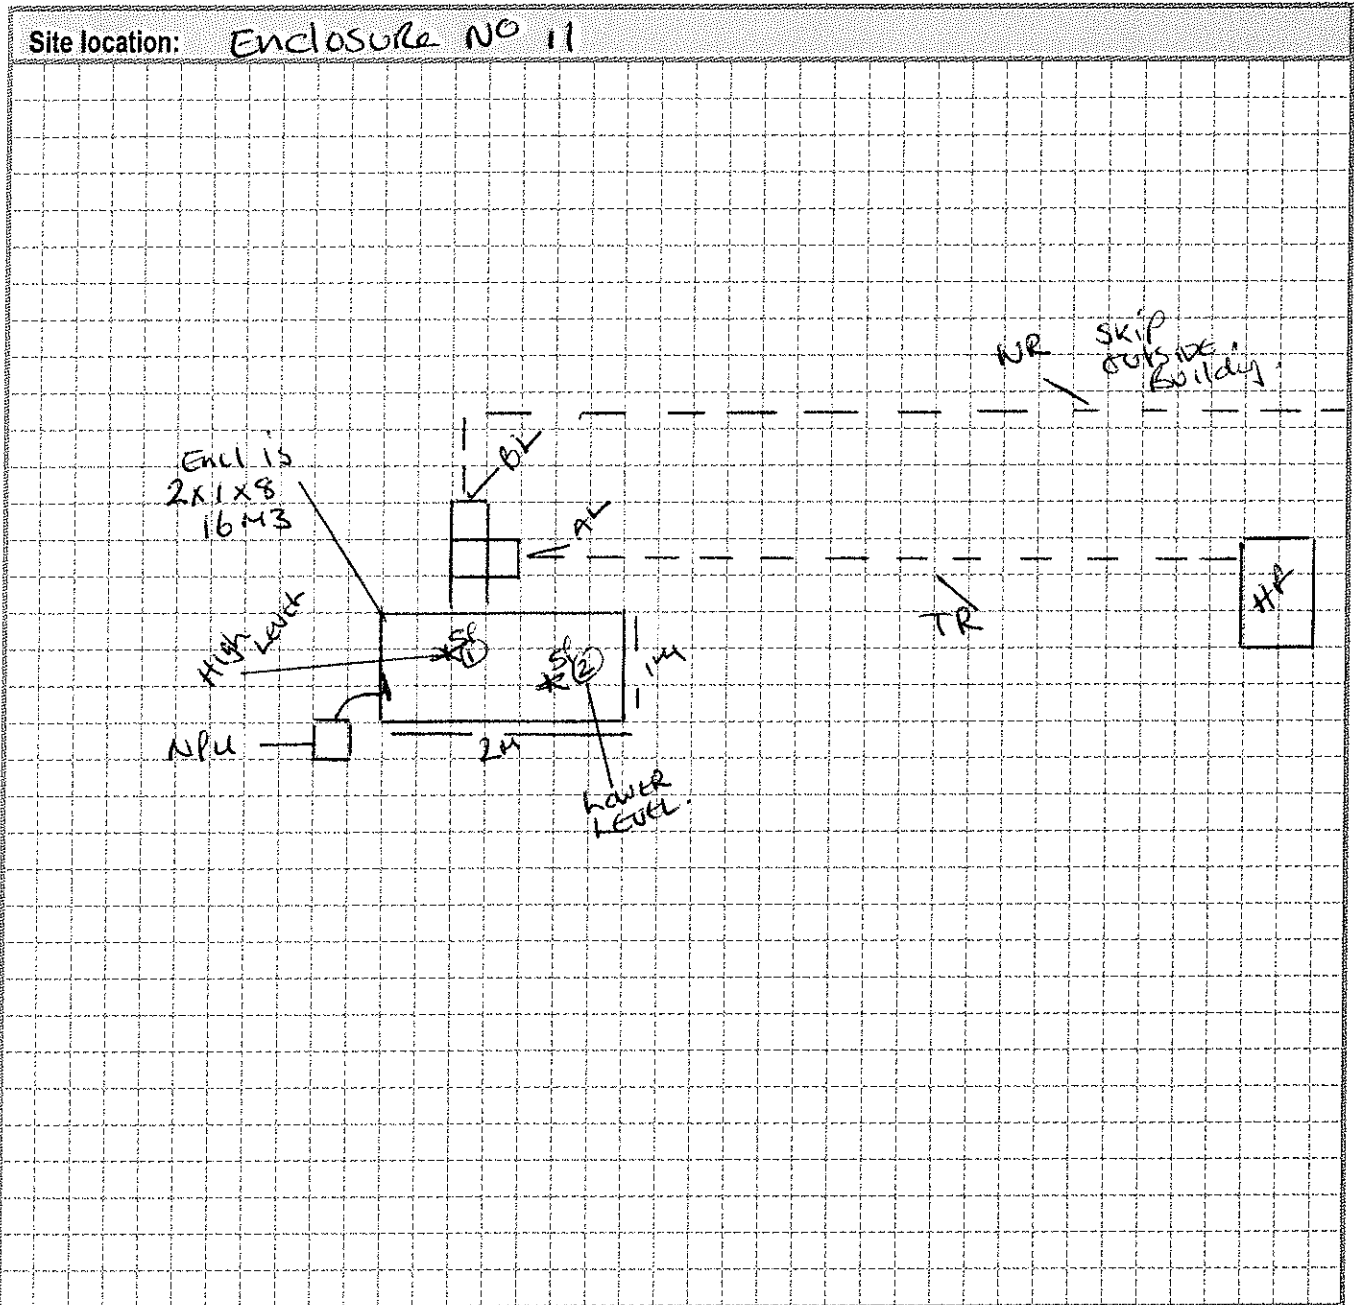 Site location: Enclosure No 11
NR
Skip
outside
Building.
BL
Encl is
2x1x8
16M3
AL
HP
TR
High
Level
SP
1
SP
2
1M
NPU
2M
Lower
Level.